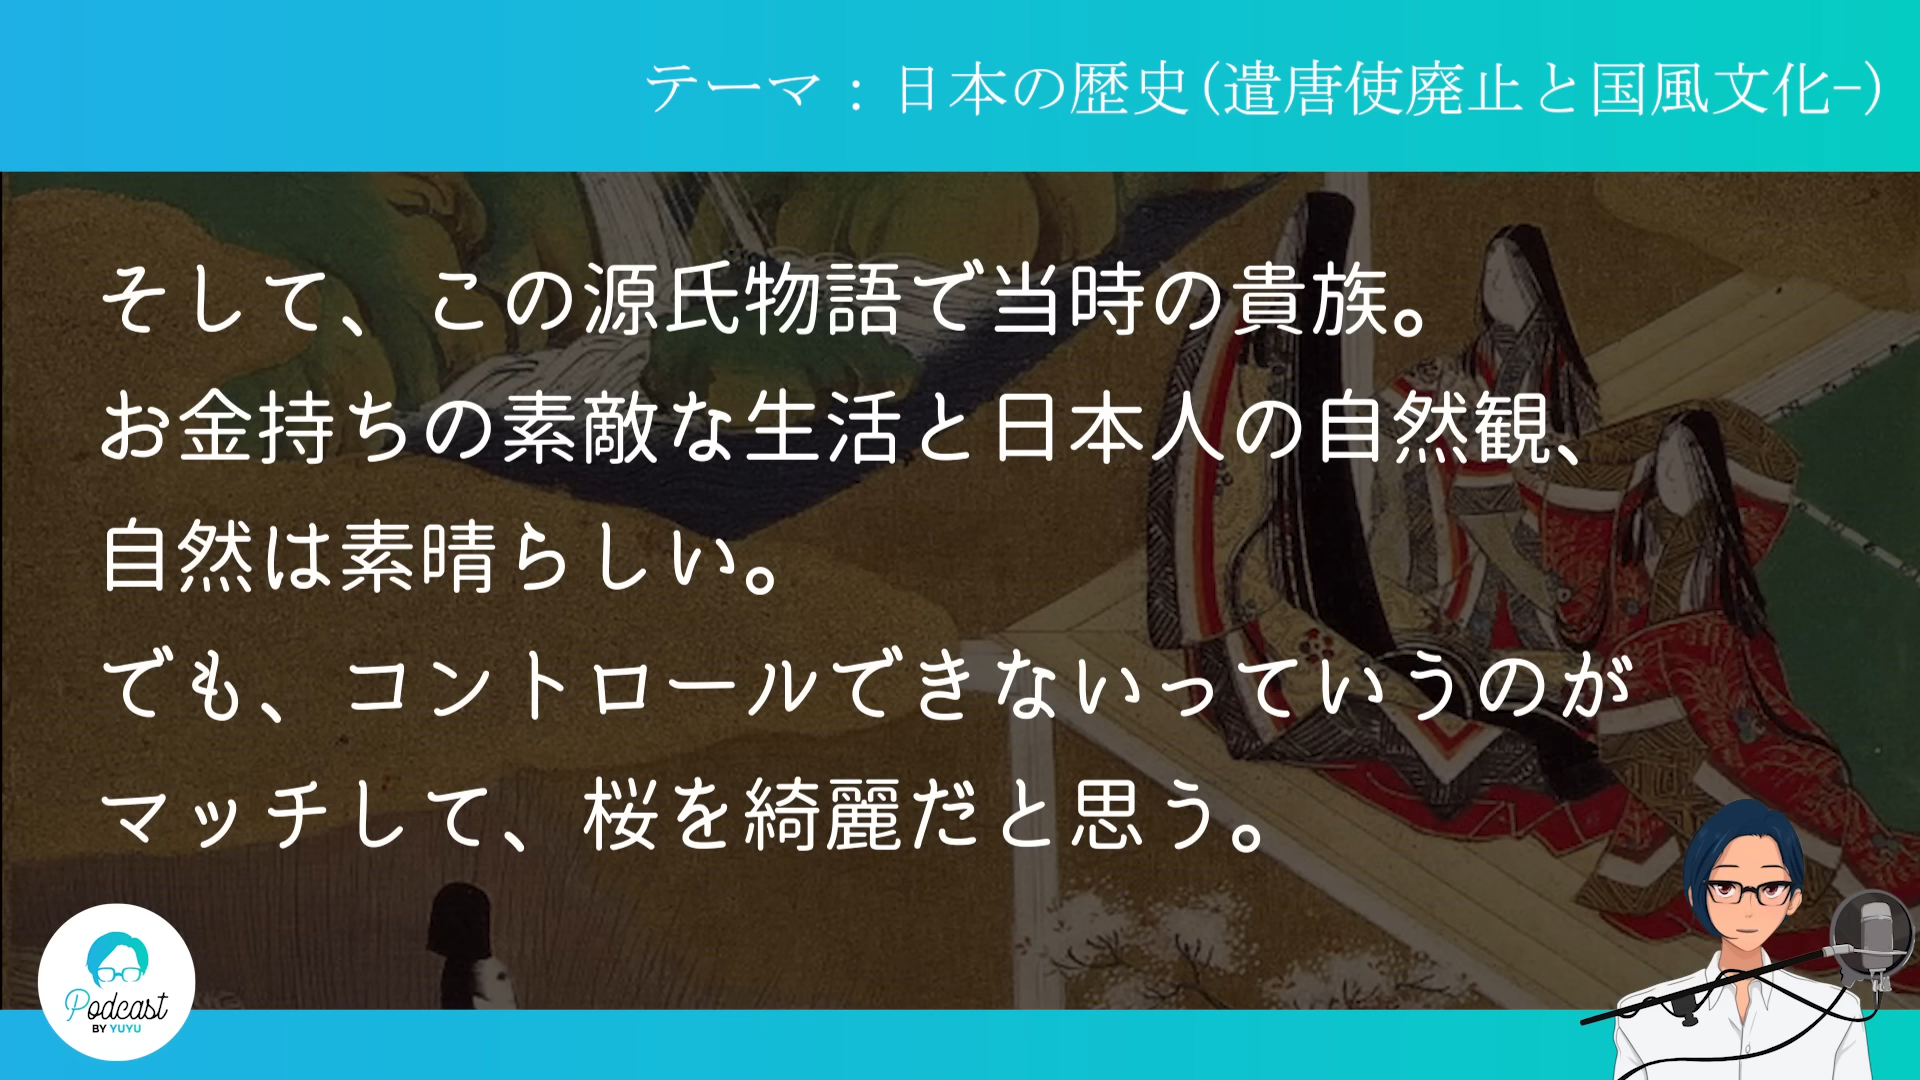 テーマ：日本の歴史(遣唐使廃止と国風文化-)
そして、この源氏物語で当時の貴族。
お金持ちの素敵な生活と日本人の自然観、
自然は素晴らしい。
でも、コントロールできないっていうのが
マッチして、桜を綺麗だと思う。
Podcast
BY YUYU